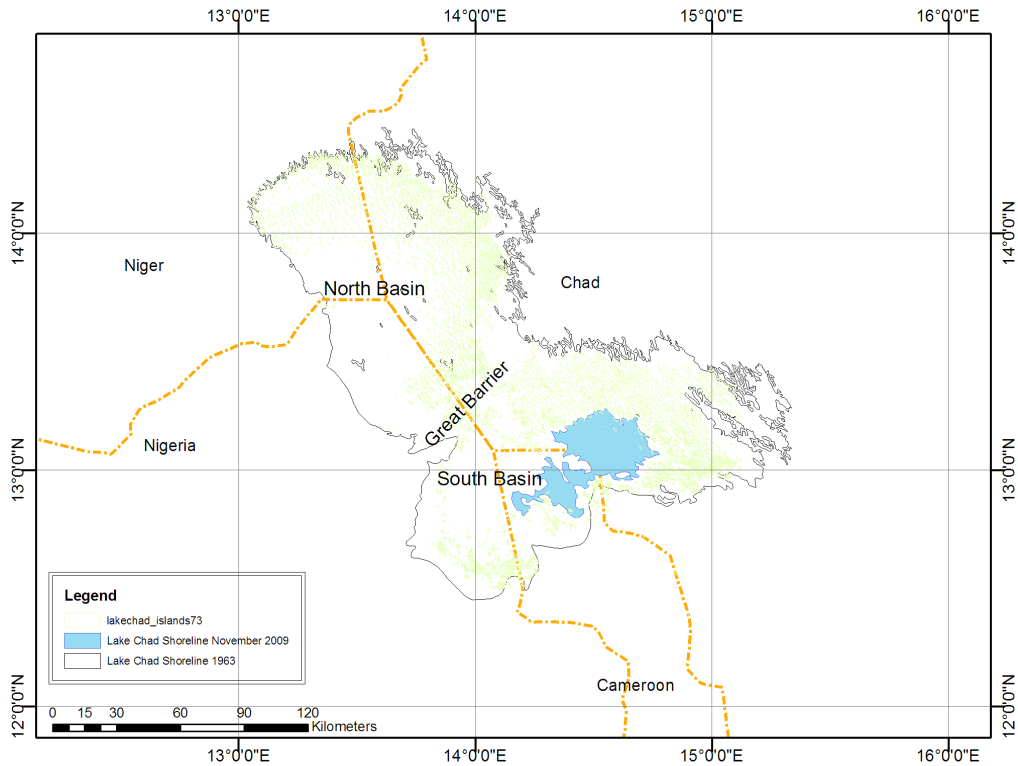 13°0'0"E 14°0'0"E 15°0'0"E 16°0'0"E
14°0'0"N
14°0'0"N
Niger
Chad
North Basin
Great Barrier
Nigeria
13°0'0"N
13°0'0"N
South Basin
Legend
lakechad_islands73
Lake Chad Shoreline November 2009
Lake Chad Shoreline 1963
Cameroon
12°0'0"N
12°0'0"N
0 15 30 60 90 120
Kilometers
13°0'0"E 14°0'0"E 15°0'0"E 16°0'0"E